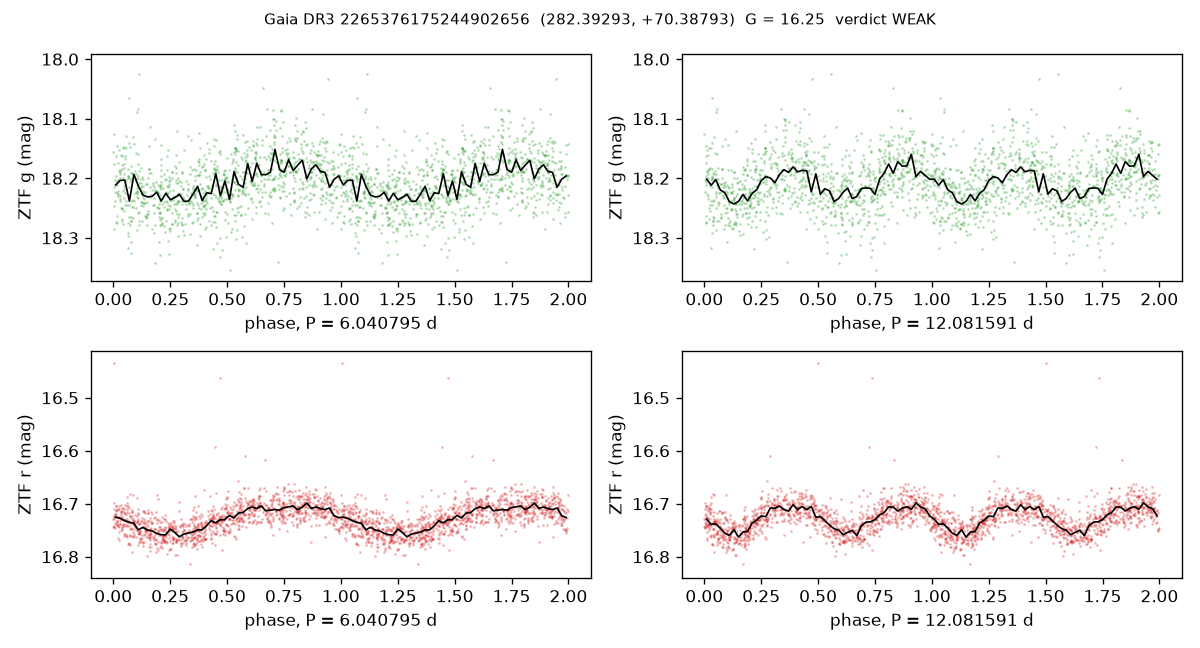 Gaia DR3 2265376175244902656 (282.39293, +70.38793) G = 16.25 verdict WEAK
ZTF g (mag)
18.0
18.1
18.2
18.3
0.00 0.25 0.50 0.75 1.00 1.25 1.50 1.75 2.00
phase, P = 6.040795 d
ZTF g (mag)
18.0
18.1
18.2
18.3
0.00 0.25 0.50 0.75 1.00 1.25 1.50 1.75 2.00
phase, P = 12.081591 d
ZTF r (mag)
16.5
16.6
16.7
16.8
0.00 0.25 0.50 0.75 1.00 1.25 1.50 1.75 2.00
phase, P = 6.040795 d
ZTF r (mag)
16.5
16.6
16.7
16.8
0.00 0.25 0.50 0.75 1.00 1.25 1.50 1.75 2.00
phase, P = 12.081591 d